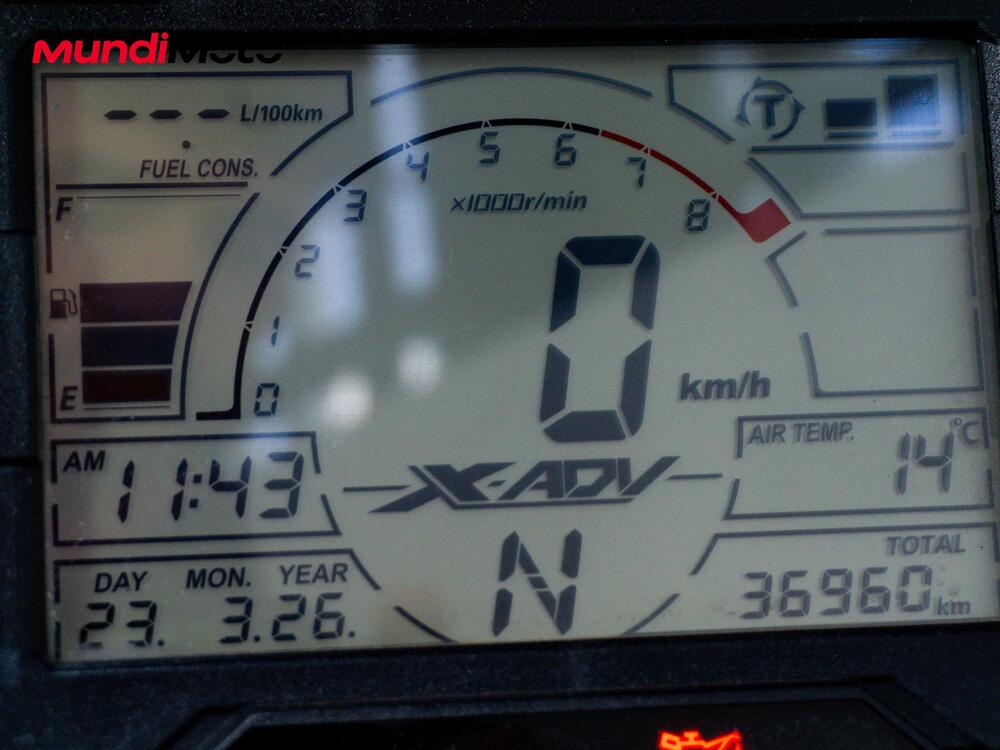 MundiMoto
--- L/100km
FUEL CONS.
F
E
0
1
2
3
4
5
6
7
8
×1000r/min
T
0
km/h
AM 11:43
X-ADV
AIR TEMP.
14°C
DAY MON. YEAR
23. 3.26.
N
TOTAL
36960km